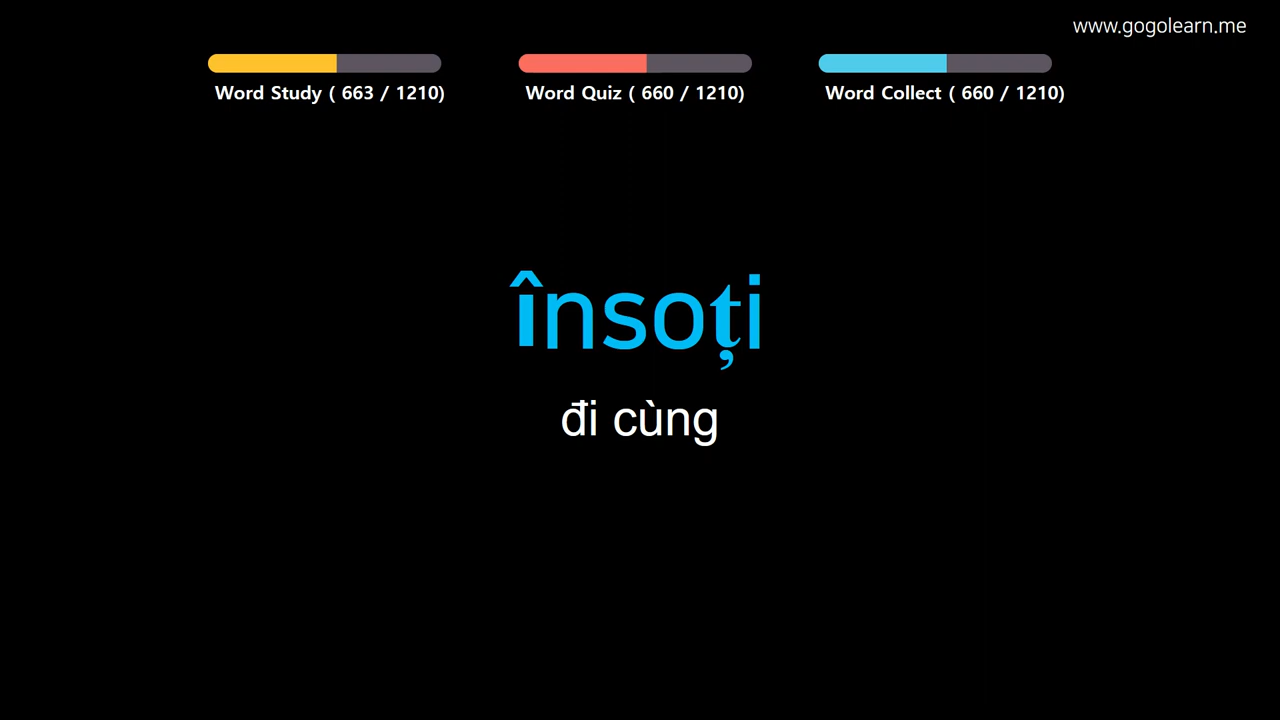 www.gogolearn.me
Word Study ( 663 / 1210)
Word Quiz ( 660 / 1210)
Word Collect ( 660 / 1210)
însoți
đi cùng